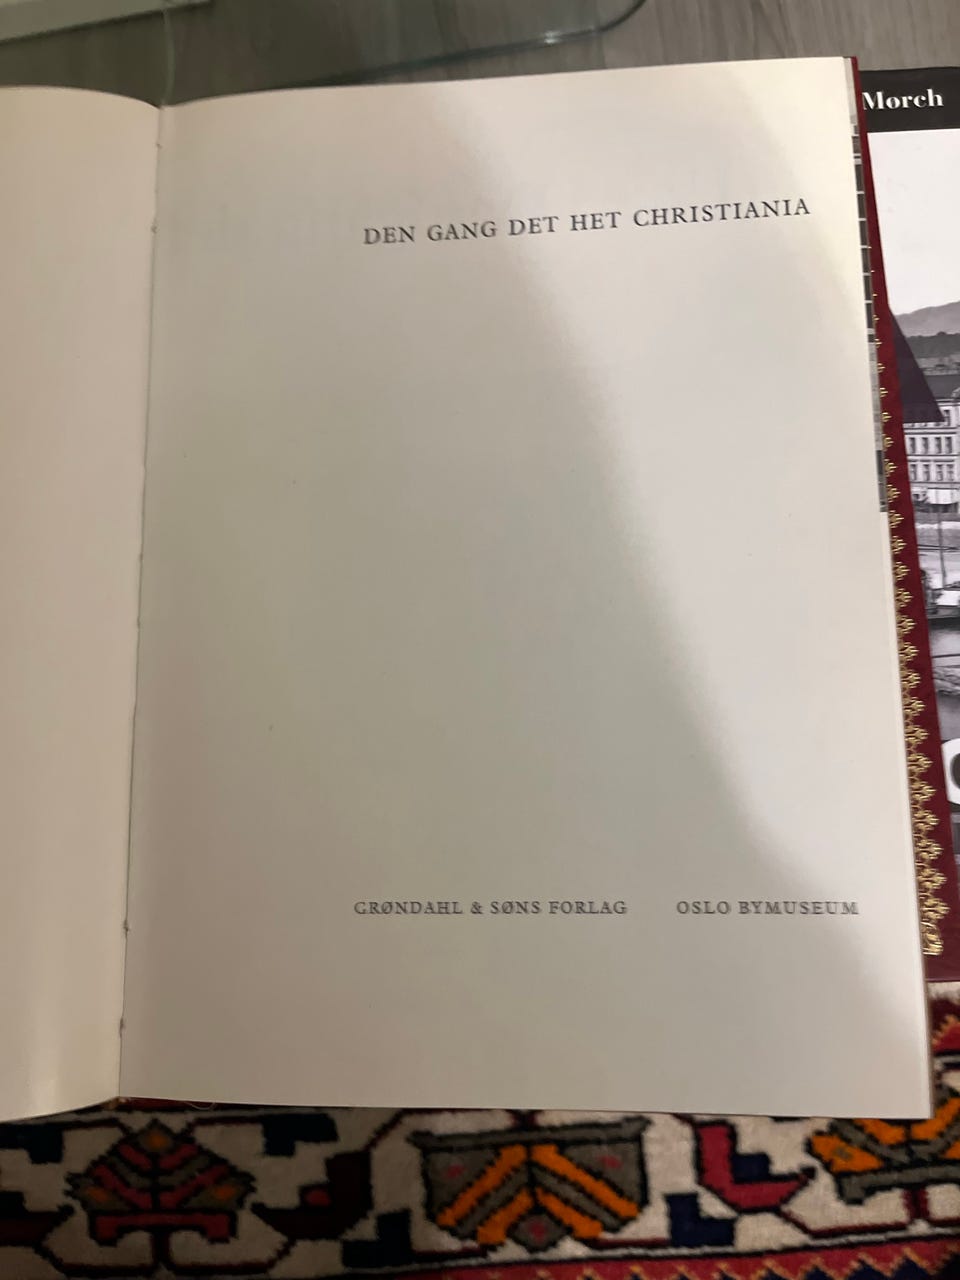 DEN GANG DET HET CHRISTIANIA
Mørch
GRØNDAHL & SØNS FORLAG OSLO BYMUSEUM